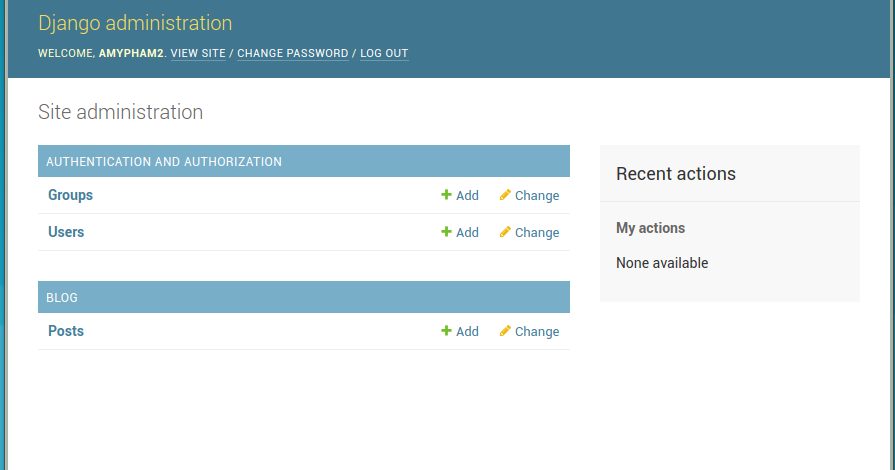 Django administration
WELCOME, AMYPHAM2. VIEW SITE / CHANGE PASSWORD / LOG OUT
Site administration
AUTHENTICATION AND AUTHORIZATION
Groups Add Change
Users Add Change
BLOG
Posts Add Change
Recent actions
My actions
None available